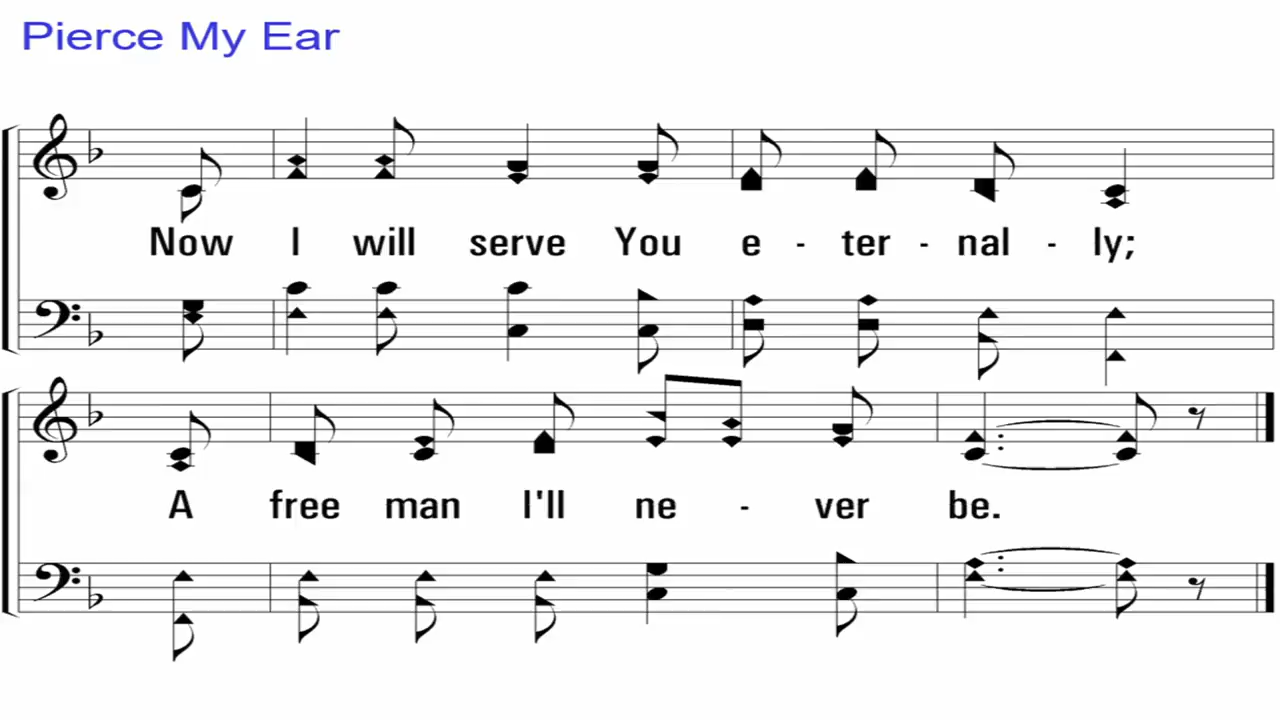 Pierce My Ear
Now I will serve You e - ter - nal - ly;
A free man I'll ne - ver be.